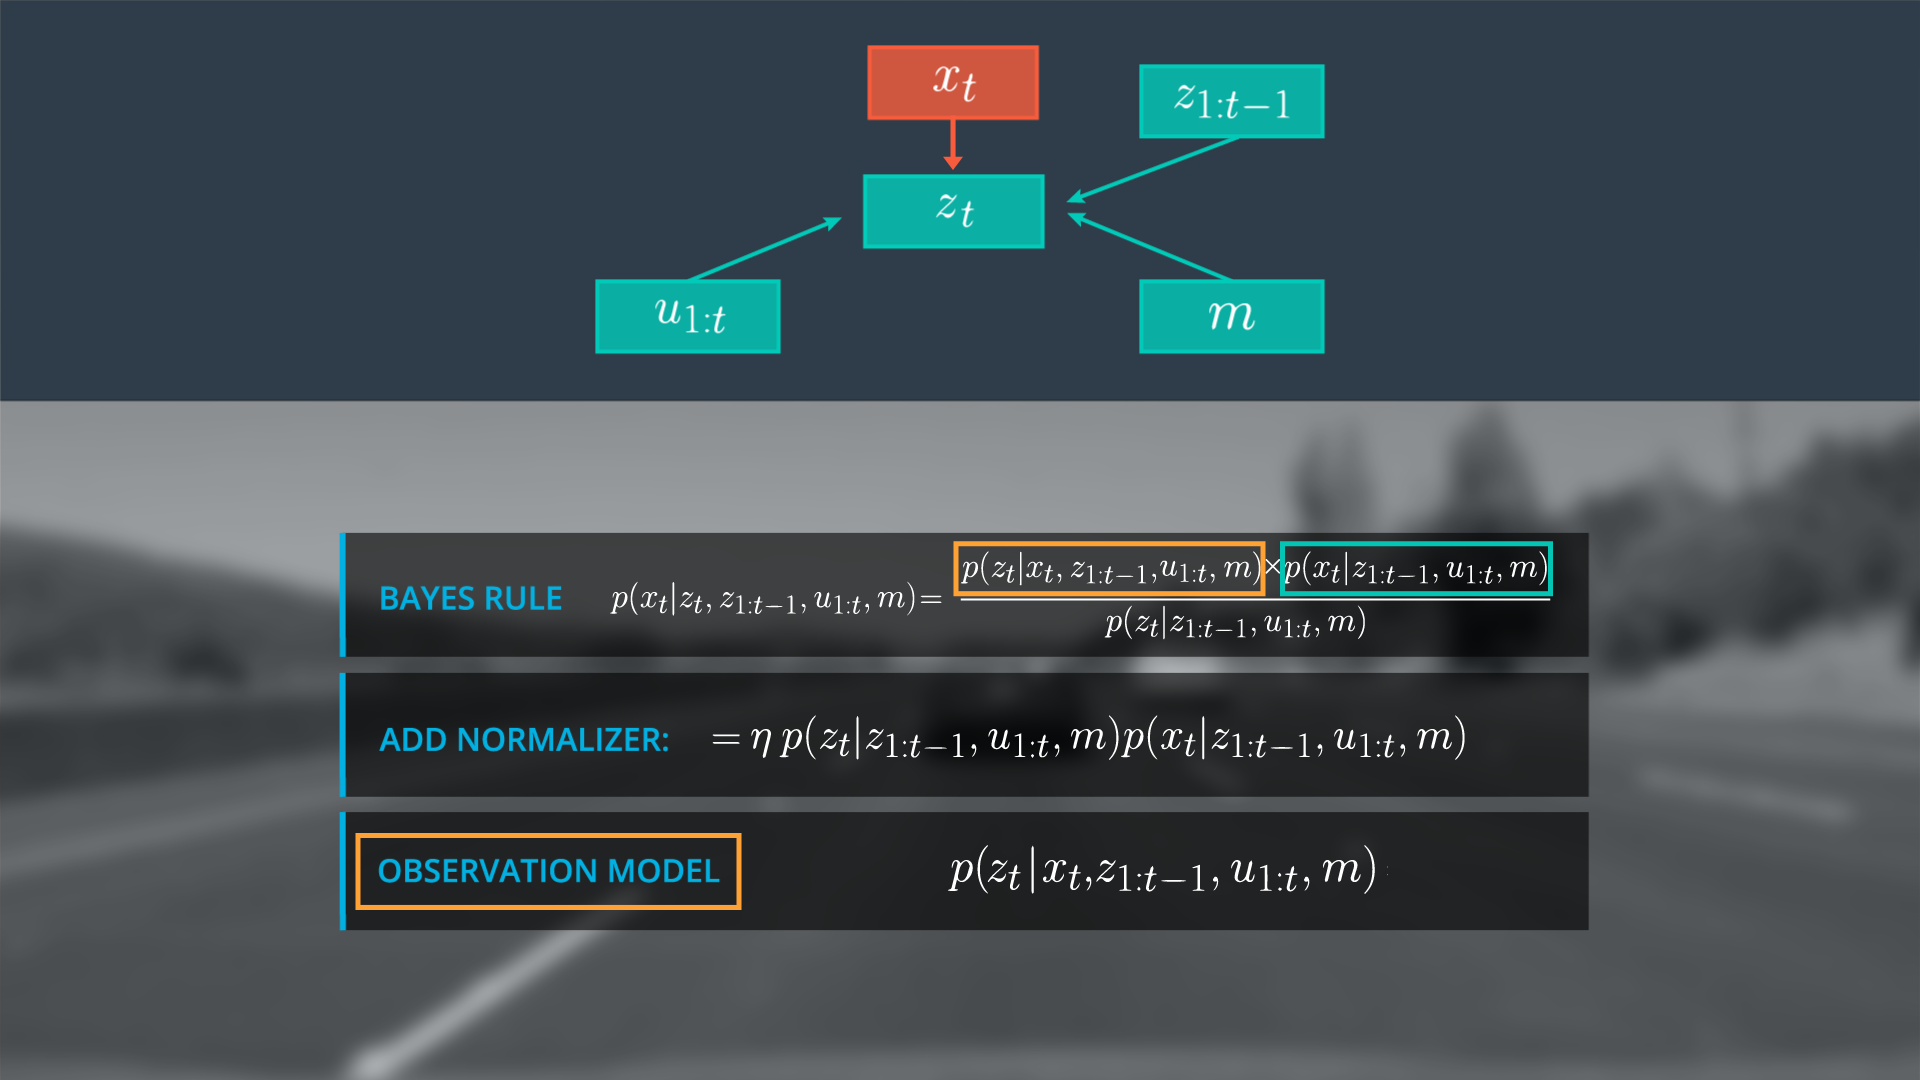 x_t
z_{1:t-1}
z_t
u_{1:t}
m
BAYES RULE p(x_t|z_t, z_{1:t-1}, u_{1:t}, m)= p(z_t|x_t, z_{1:t-1},u_{1:t}, m)×p(x_t|z_{1:t-1}, u_{1:t}, m)
p(z_t|z_{1:t-1}, u_{1:t}, m)
ADD NORMALIZER: = η p(z_t|z_{1:t-1}, u_{1:t}, m)p(x_t|z_{1:t-1}, u_{1:t}, m)
OBSERVATION MODEL p(z_t|x_t,z_{1:t-1}, u_{1:t}, m)